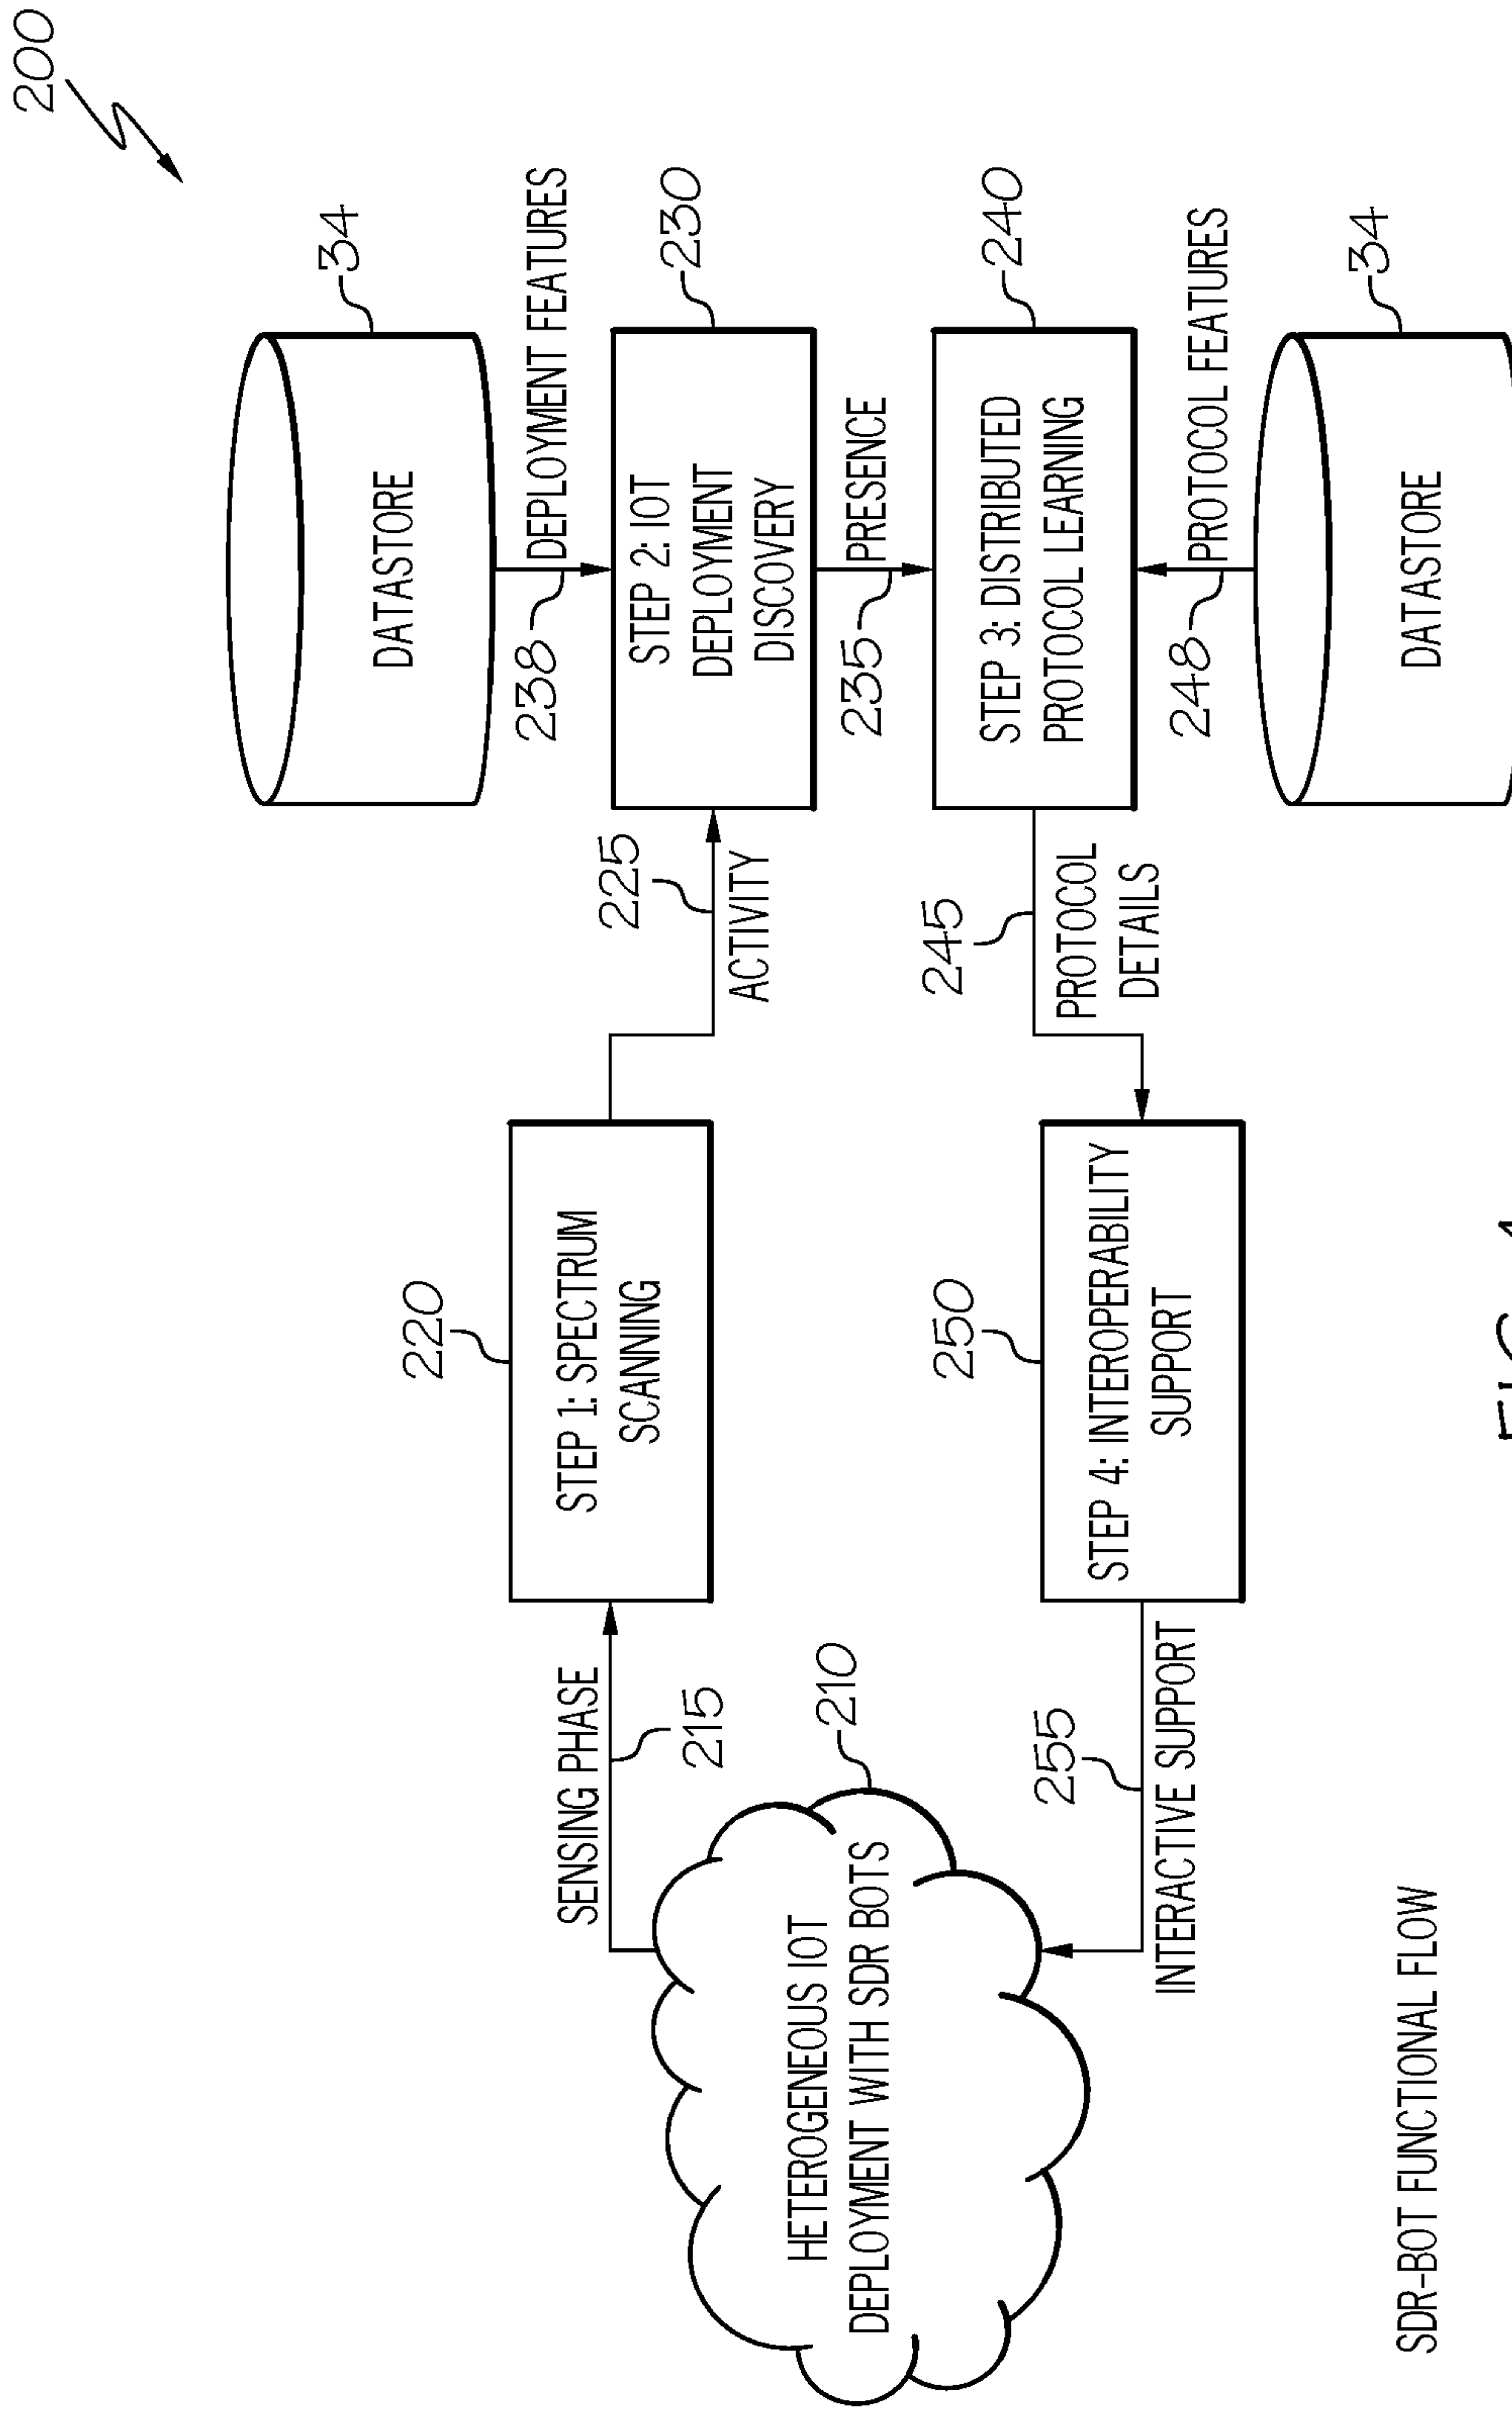 200
34
DATASTORE
238
DEPLOYMENT FEATURES
SENSING PHASE
215
220
STEP 1: SPECTRUM
SCANNING
225
ACTIVITY
230
STEP 2: IOT
DEPLOYMENT
DISCOVERY
235
PRESENCE
210
HETEROGENEOUS IOT
DEPLOYMENT WITH SDR BOTS
240
STEP 3: DISTRIBUTED
PROTOCOL LEARNING
245
PROTOCOL
DETAILS
250
STEP 4: INTEROPERABILITY
SUPPORT
255
INTERACTIVE SUPPORT
248
PROTOCOL FEATURES
34
DATASTORE
SDR-BOT FUNCTIONAL FLOW